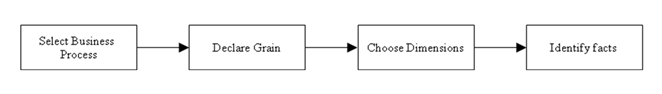 Select Business
Process
Declare Grain
Choose Dimensions
Identify facts